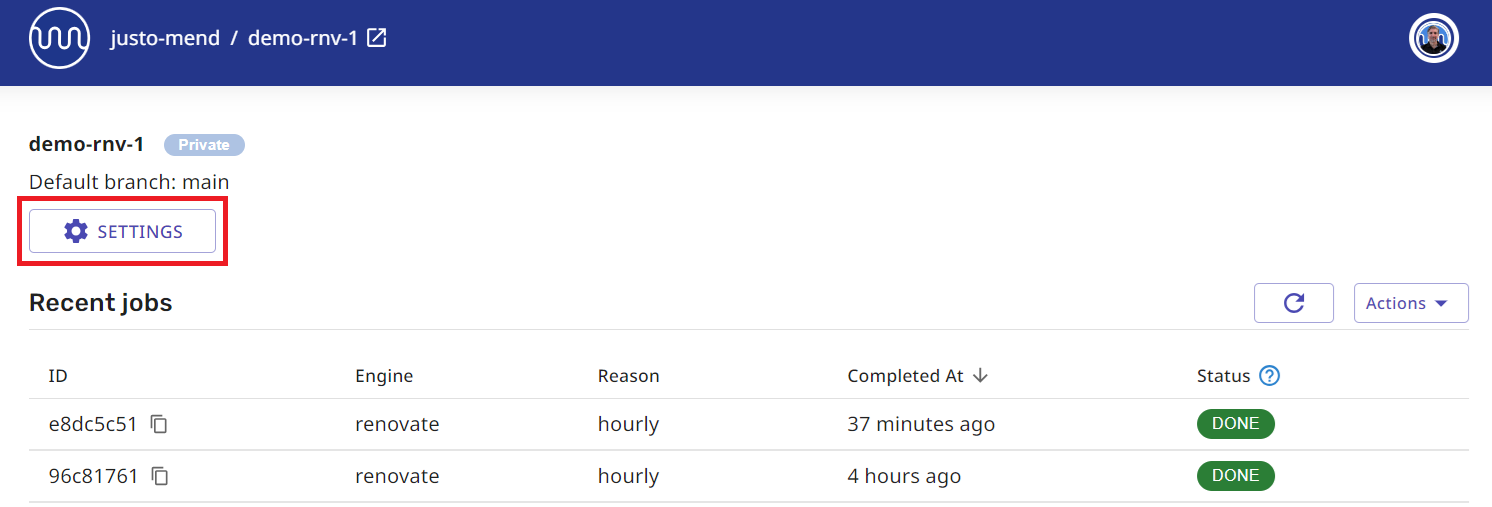 justo-mend / demo-rnv-1
demo-rnv-1 Private
Default branch: main
SETTINGS
Recent jobs Actions
ID Engine Reason Completed At Status
e8dc5c51 renovate hourly 37 minutes ago DONE
96c81761 renovate hourly 4 hours ago DONE